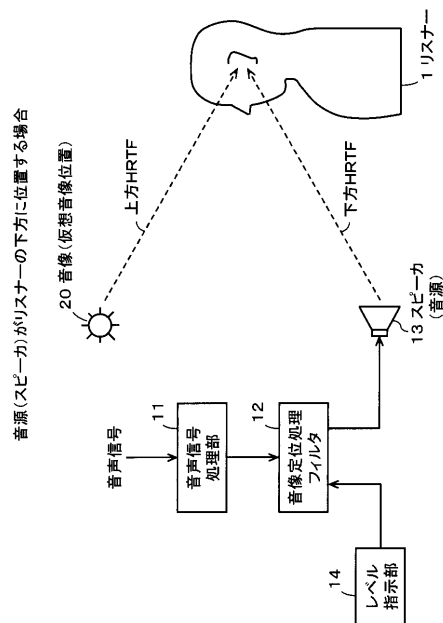 音源(スピーカ)がリスナーの下方に位置する場合
20 音像(仮想音像位置)
上方HRTF
下方HRTF
1 リスナー
音声信号
11
音声信号
処理部
12
音像定位処理
フィルタ
13 スピーカ
(音源)
14
レベル
指示部